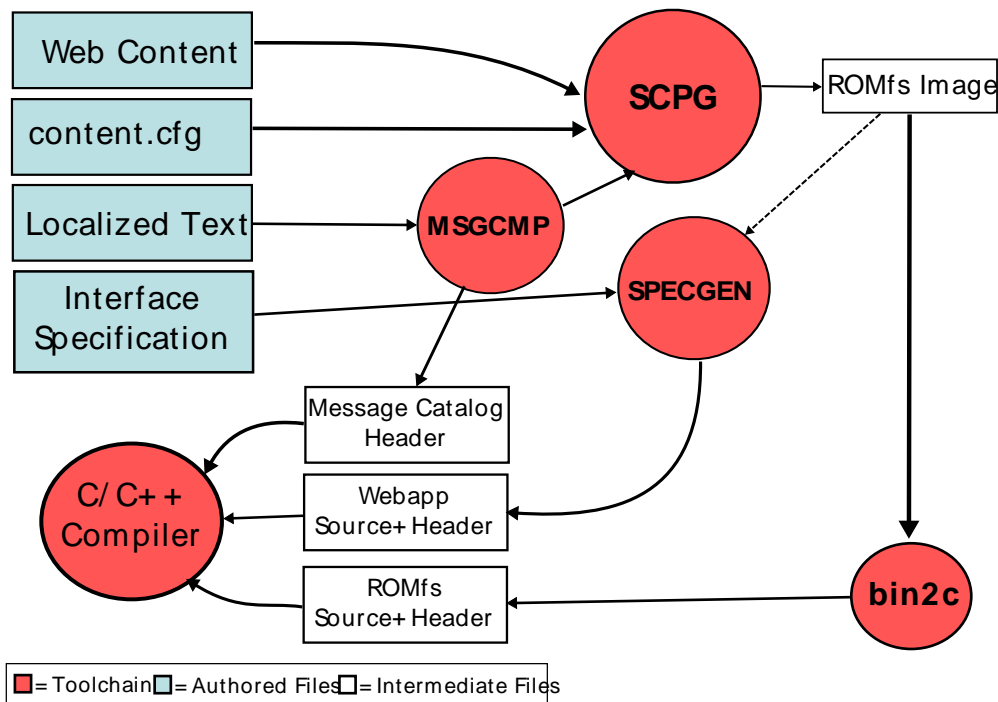 Web Content
SCPG
ROMfs Image
content.cfg
Localized Text
MSGCMP
Interface
Specification
SPECGEN
Message Catalog
Header
C/C++
Compiler
Webapp
Source+Header
ROMfs
Source+Header
bin2c
= Toolchain = Authored Files = Intermediate Files